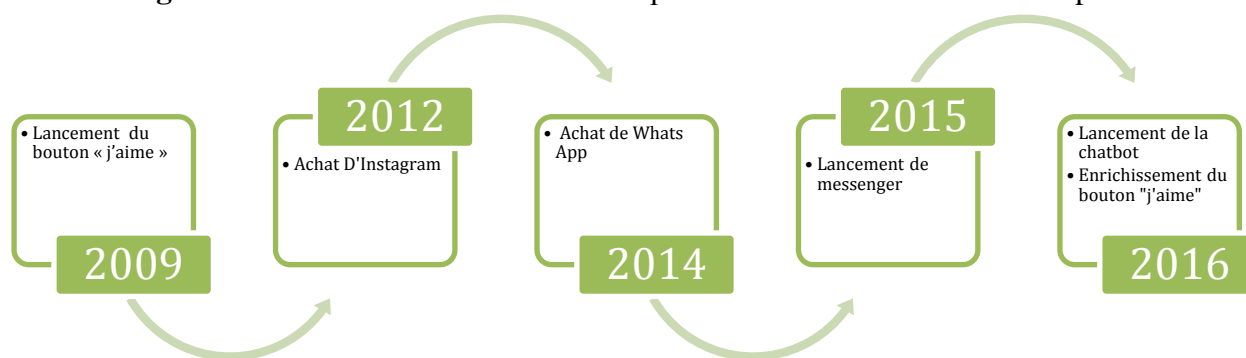 2009
• Lancement du
bouton « j'aime »
2012
• Achat D'Instagram
2014
• Achat de Whats
App
2015
• Lancement de
messenger
2016
• Lancement de la
chatbot
• Enrichissement du
bouton "j'aime"